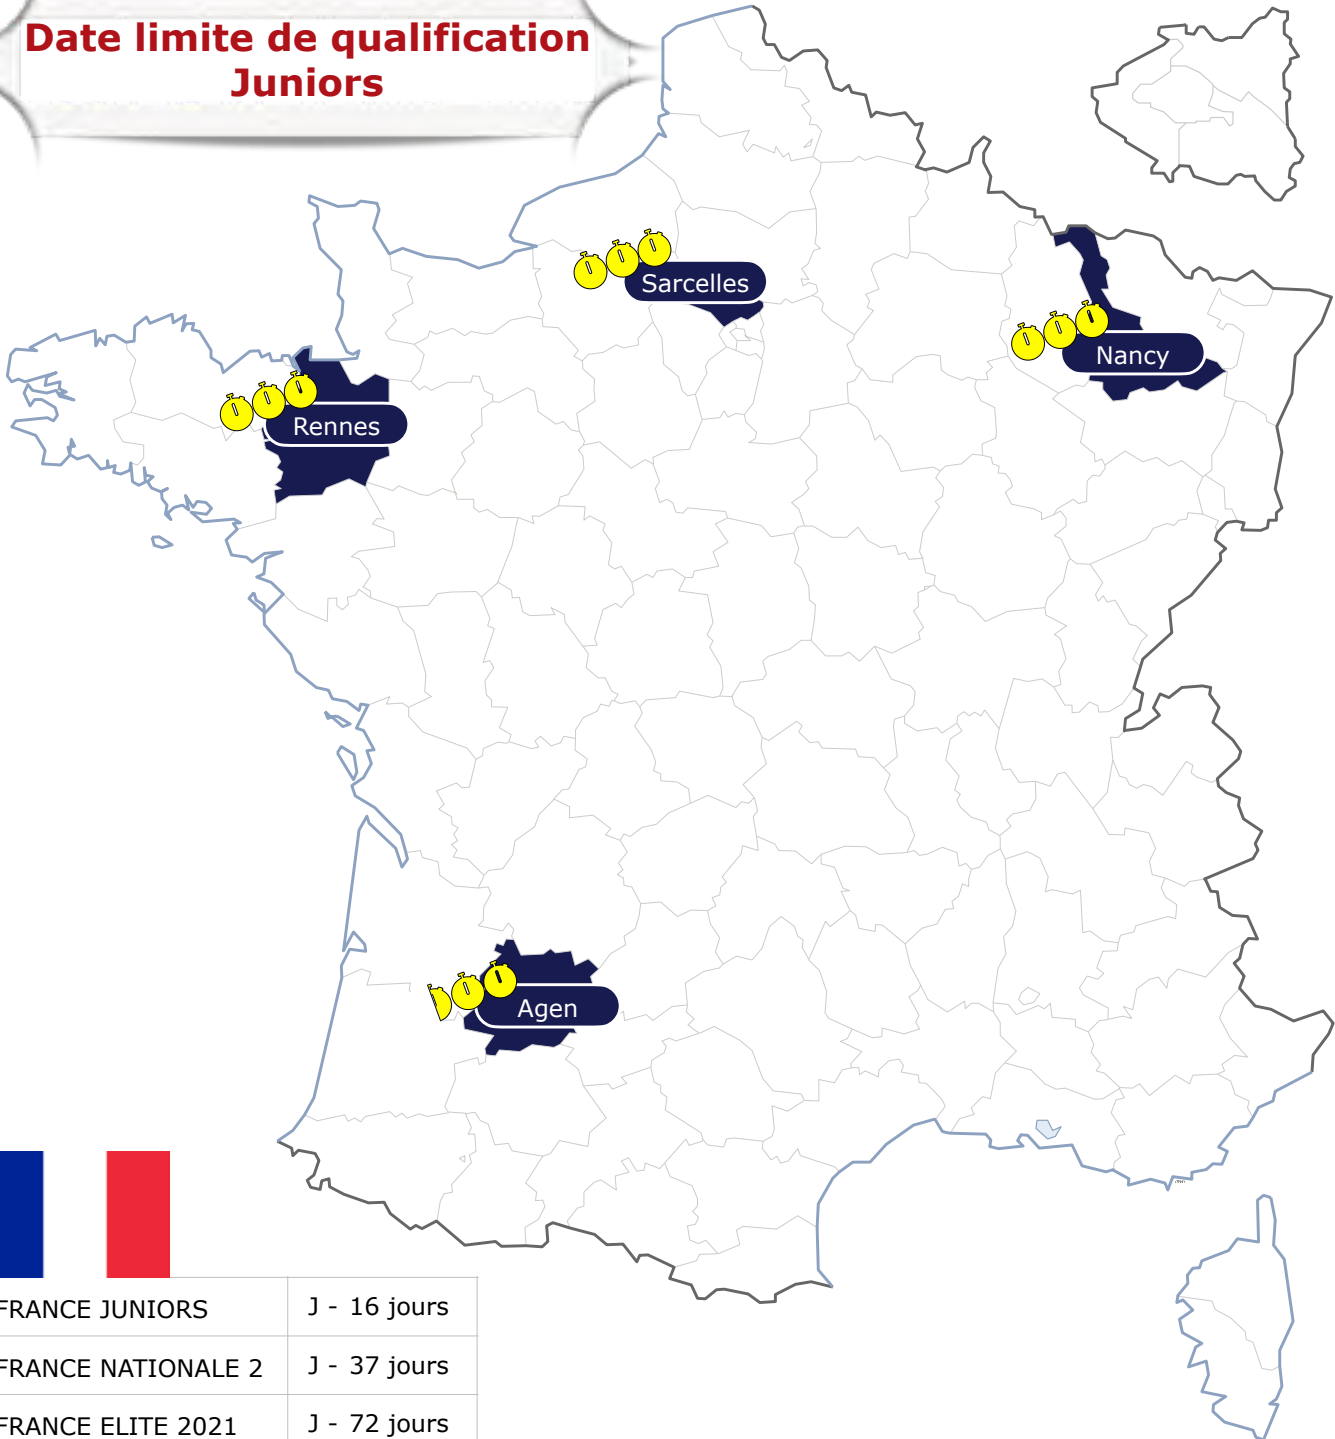 Date limite de qualification
Juniors
Sarcelles
Nancy
Rennes
Agen
FRANCE JUNIORS J - 16 jours
FRANCE NATIONALE 2 J - 37 jours
FRANCE ELITE 2021 J - 72 jours